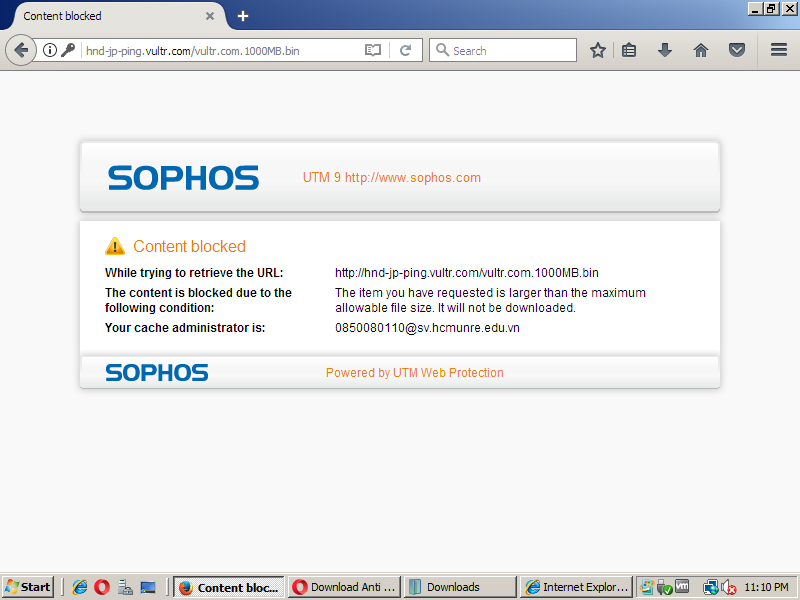 Content blocked
hnd-jp-ping.vultr.com/vultr.com.1000MB.bin
Search
SOPHOS
UTM 9 http://www.sophos.com
Content blocked
While trying to retrieve the URL: http://hnd-jp-ping.vultr.com/vultr.com.1000MB.bin
The content is blocked due to the The item you have requested is larger than the maximum
following condition: allowable file size. It will not be downloaded.
Your cache administrator is: 0850080110@sv.hcmunre.edu.vn
SOPHOS
Powered by UTM Web Protection
Start
Content bloc...
Download Anti ...
Downloads
Internet Explor...
11:10 PM